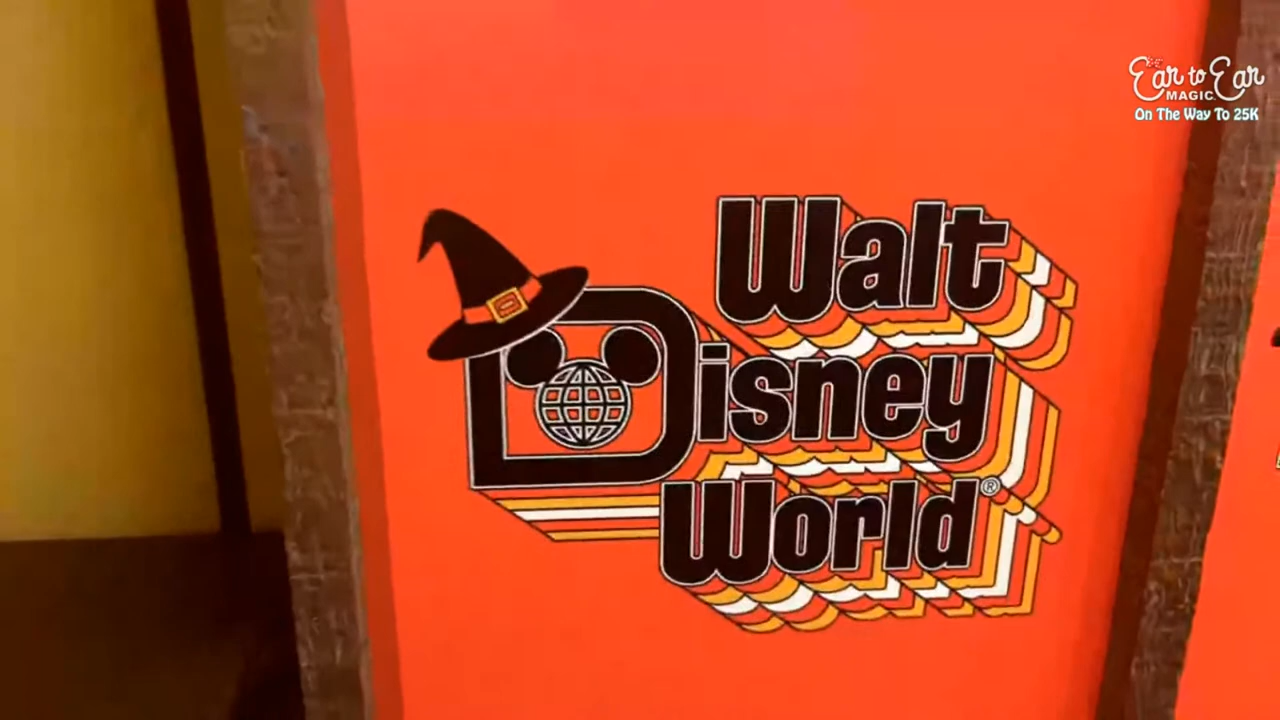 Ear to Ear
MAGIC
On The Way To 25K
Walt
Disney
World®